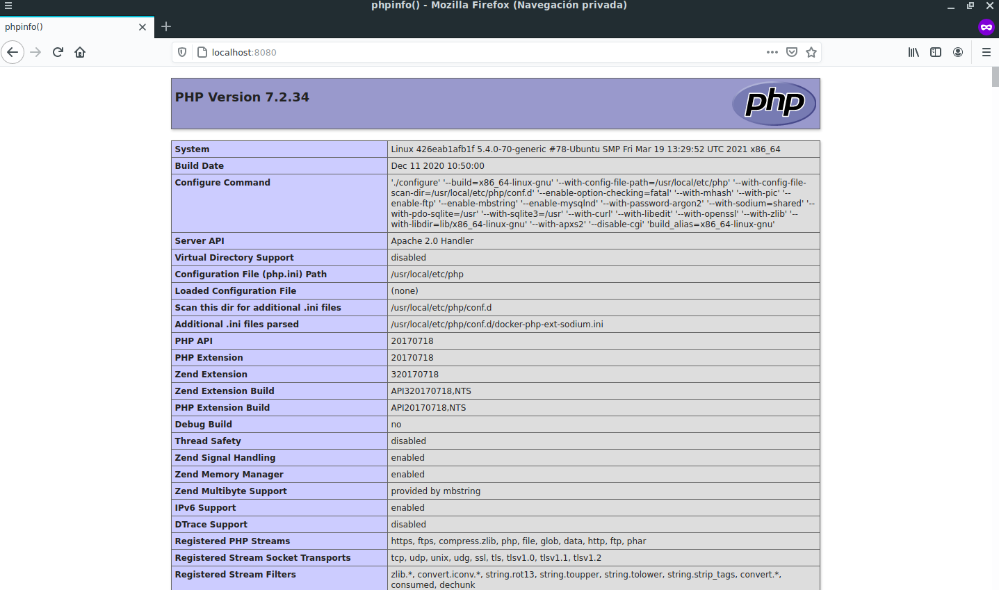 phpinfo() - Mozilla Firefox (Navegación privada)
phpinfo()
localhost:8080
PHP Version 7.2.34
php
System Linux 426eab1afb1f 5.4.0-70-generic #78-Ubuntu SMP Fri Mar 19 13:29:52 UTC 2021 x86_64
Build Date Dec 11 2020 10:50:00
Configure Command './configure' '--build=x86_64-linux-gnu' '--with-config-file-path=/usr/local/etc/php' '--with-config-file-
scan-dir=/usr/local/etc/php/conf.d' '--enable-option-checking=fatal' '--with-mhash' '--with-pic' '--
enable-ftp' '--enable-mbstring' '--enable-mysqlnd' '--with-password-argon2' '--with-sodium=shared' '--
with-pdo-sqlite=/usr' '--with-sqlite3=/usr' '--with-curl' '--with-libedit' '--with-openssl' '--with-zlib' '--
with-libdir=lib/x86_64-linux-gnu' '--with-apxs2' '--disable-cgi' 'build_alias=x86_64-linux-gnu'
Server API Apache 2.0 Handler
Virtual Directory Support disabled
Configuration File (php.ini) Path /usr/local/etc/php
Loaded Configuration File (none)
Scan this dir for additional .ini files /usr/local/etc/php/conf.d
Additional .ini files parsed /usr/local/etc/php/conf.d/docker-php-ext-sodium.ini
PHP API 20170718
PHP Extension 20170718
Zend Extension 320170718
Zend Extension Build API320170718,NTS
PHP Extension Build API20170718,NTS
Debug Build no
Thread Safety disabled
Zend Signal Handling enabled
Zend Memory Manager enabled
Zend Multibyte Support provided by mbstring
IPv6 Support enabled
DTrace Support disabled
Registered PHP Streams https, ftps, compress.zlib, php, file, glob, data, http, ftp, phar
Registered Stream Socket Transports tcp, udp, unix, udg, ssl, tls, tlsv1.0, tlsv1.1, tlsv1.2
Registered Stream Filters zlib.*, convert.iconv.*, string.rot13, string.toupper, string.tolower, string.strip_tags, convert.*,
consumed, dechunk